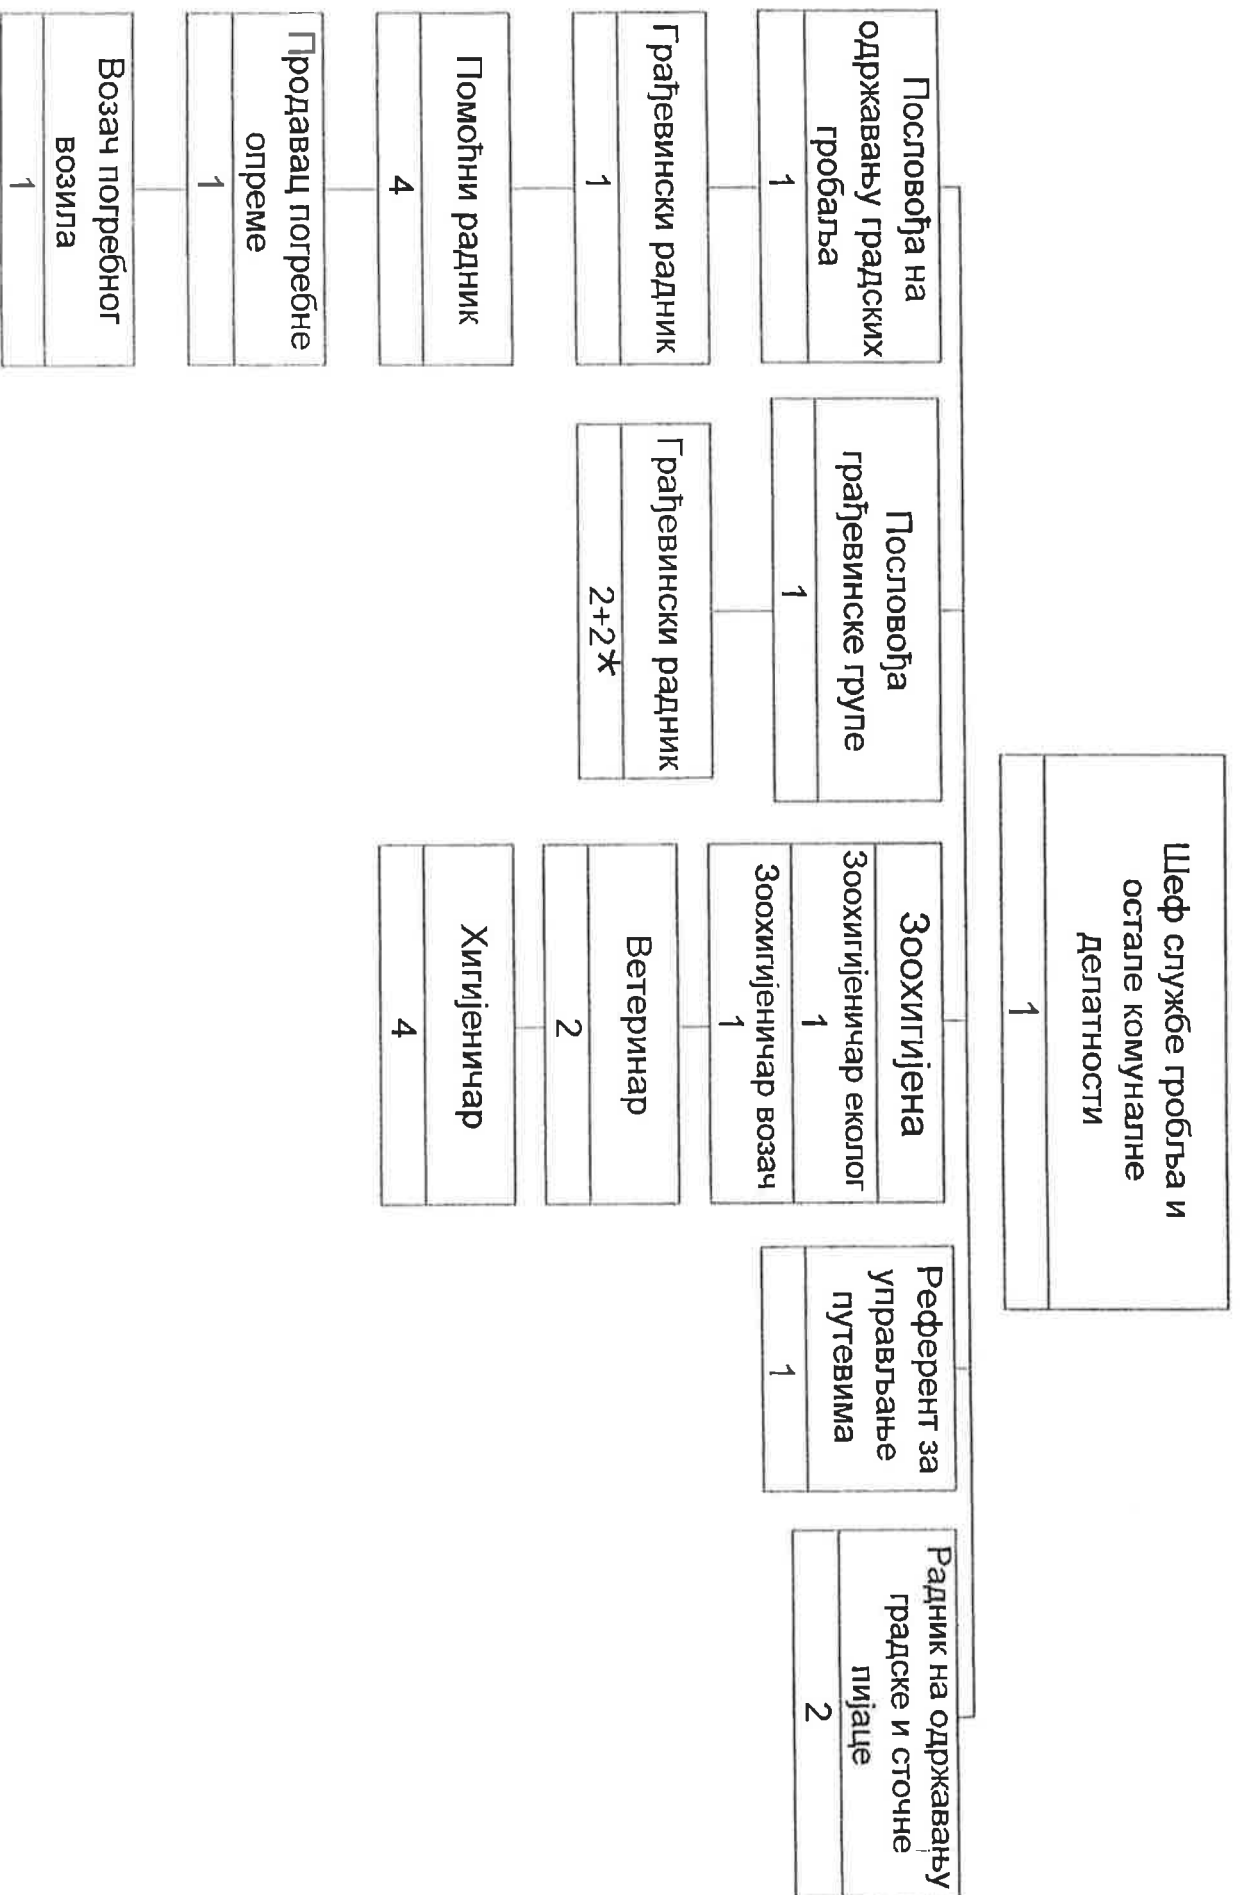 Шеф службе гробља и
остале комуналне
делатности
1
Пословођа на
одржавању градских
гробаља
1
Грађевински радник
1
Помоћни радник
4
Продавац погребне
опреме
1
Возач погребног
возила
1
Пословођа
грађевинске групе
1
Грађевински радник
2+2*
Зоохигијена
Зоохигијеничар еколог
1
Зоохигијеничар возач
1
Ветеринар
2
Хигијеничар
4
Референт за
управљање
путевима
1
Радник на одржавању
градске и сточне
пијаце
2